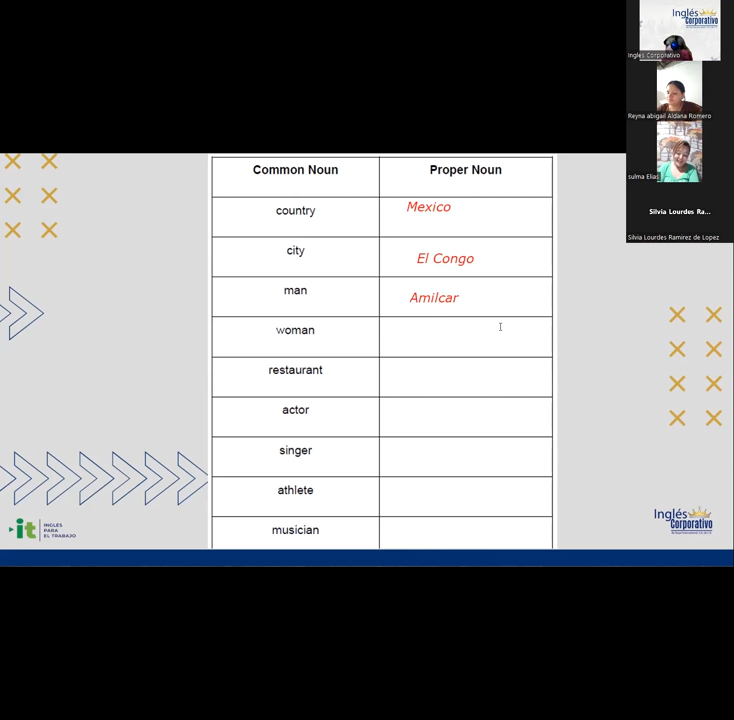 Inglés
Corporativo
Inglés Corporativo
Reyna abigail Aldana Romero
sulma Elias
Silvia Lourdes Ra...
Silvia Lourdes Ramirez de Lopez
Common Noun Proper Noun
country Mexico
city El Congo
man Amilcar
woman
restaurant
actor
singer
athlete
musician
it INGLÉS
PARA
EL TRABAJO
Inglés
Corporativo